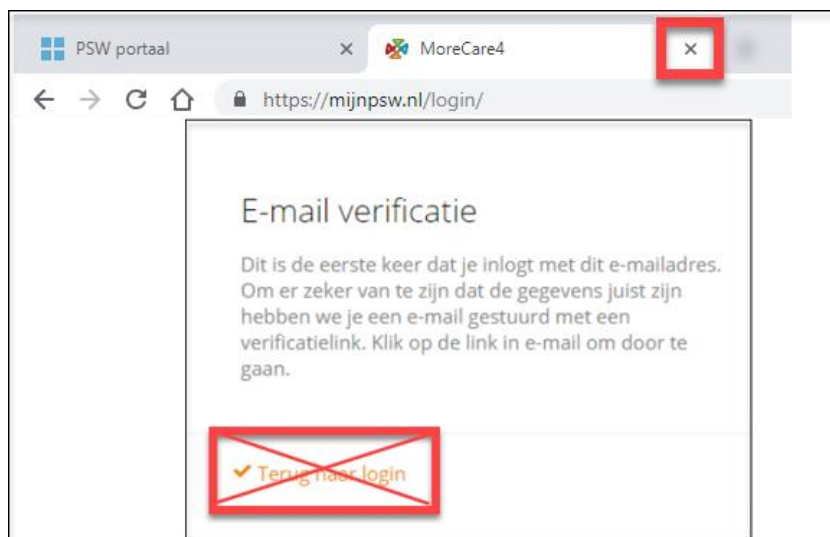 PSW portaal
MoreCare4
https://mijnpsw.nl/login/
E-mail verificatie
Dit is de eerste keer dat je inlogt met dit e-mailadres.
Om er zeker van te zijn dat de gegevens juist zijn
hebben we je een e-mail gestuurd met een
verificatielink. Klik op de link in e-mail om door te
gaan.
Terug naar login